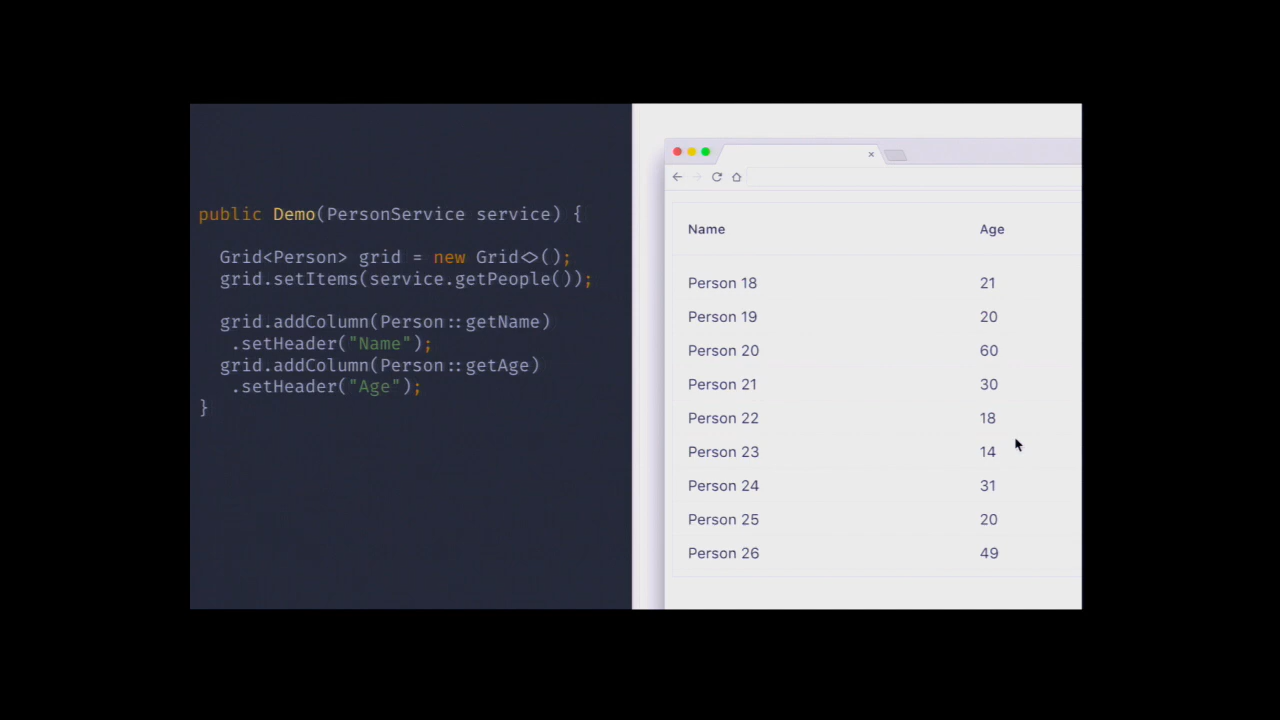 public Demo(PersonService service) {
Grid<Person> grid = new Grid<>();
grid.setItems(service.getPeople());
grid.addColumn(Person::getName)
.setHeader("Name");
grid.addColumn(Person::getAge)
.setHeader("Age");
}
Name Age
Person 18 21
Person 19 20
Person 20 60
Person 21 30
Person 22 18
Person 23 14
Person 24 31
Person 25 20
Person 26 49